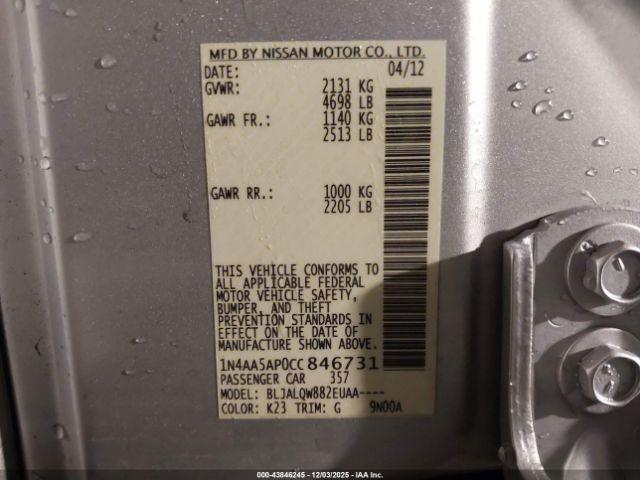 MFD BY NISSAN MOTOR CO., LTD.
DATE: 04/12
GVWR: 2131 KG
4698 LB
GAWR FR.: 1140 KG
2513 LB
GAWR RR.: 1000 KG
2205 LB
THIS VEHICLE CONFORMS TO
ALL APPLICABLE FEDERAL
MOTOR VEHICLE SAFETY,
BUMPER, AND THEFT
PREVENTION STANDARDS IN
EFFECT ON THE DATE OF
MANUFACTURE SHOWN ABOVE.
1N4AA5AP0CC846731
PASSENGER CAR 357
MODEL: BLJALQW882EUAA----
COLOR: K23 TRIM: G 9N00A
000-43846245 - 12/03/2025 - IAA Inc.